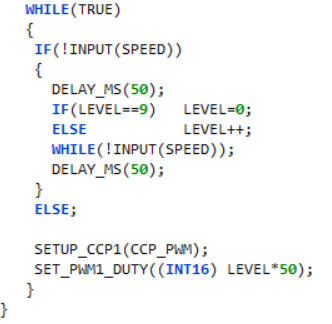 WHILE(TRUE)
{
IF(!INPUT(SPEED))
{
DELAY_MS(50);
IF(LEVEL==9) LEVEL=0;
ELSE LEVEL++;
WHILE(!INPUT(SPEED));
DELAY_MS(50);
}
ELSE;
SETUP_CCP1(CCP_PWM);
SET_PWM1_DUTY((INT16) LEVEL*50);
}
}